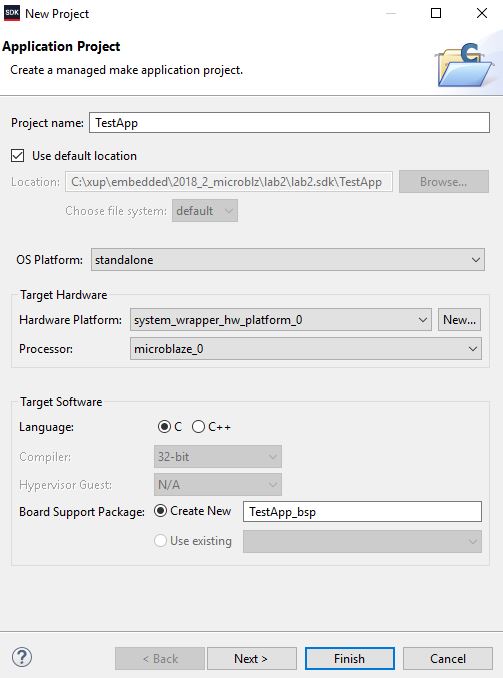 SDK New Project
Application Project
Create a managed make application project.
C
Project name: TestApp
Use default location
Location: C:\xup\embedded\2018_2_microblz\lab2\lab2.sdk\TestApp Browse...
Choose file system: default
OS Platform: standalone
Target Hardware
Hardware Platform: system_wrapper_hw_platform_0 New...
Processor: microblaze_0
Target Software
Language: C C++
Compiler: 32-bit
Hypervisor Guest: N/A
Board Support Package: Create New TestApp_bsp
Use existing
? < Back Next > Finish Cancel